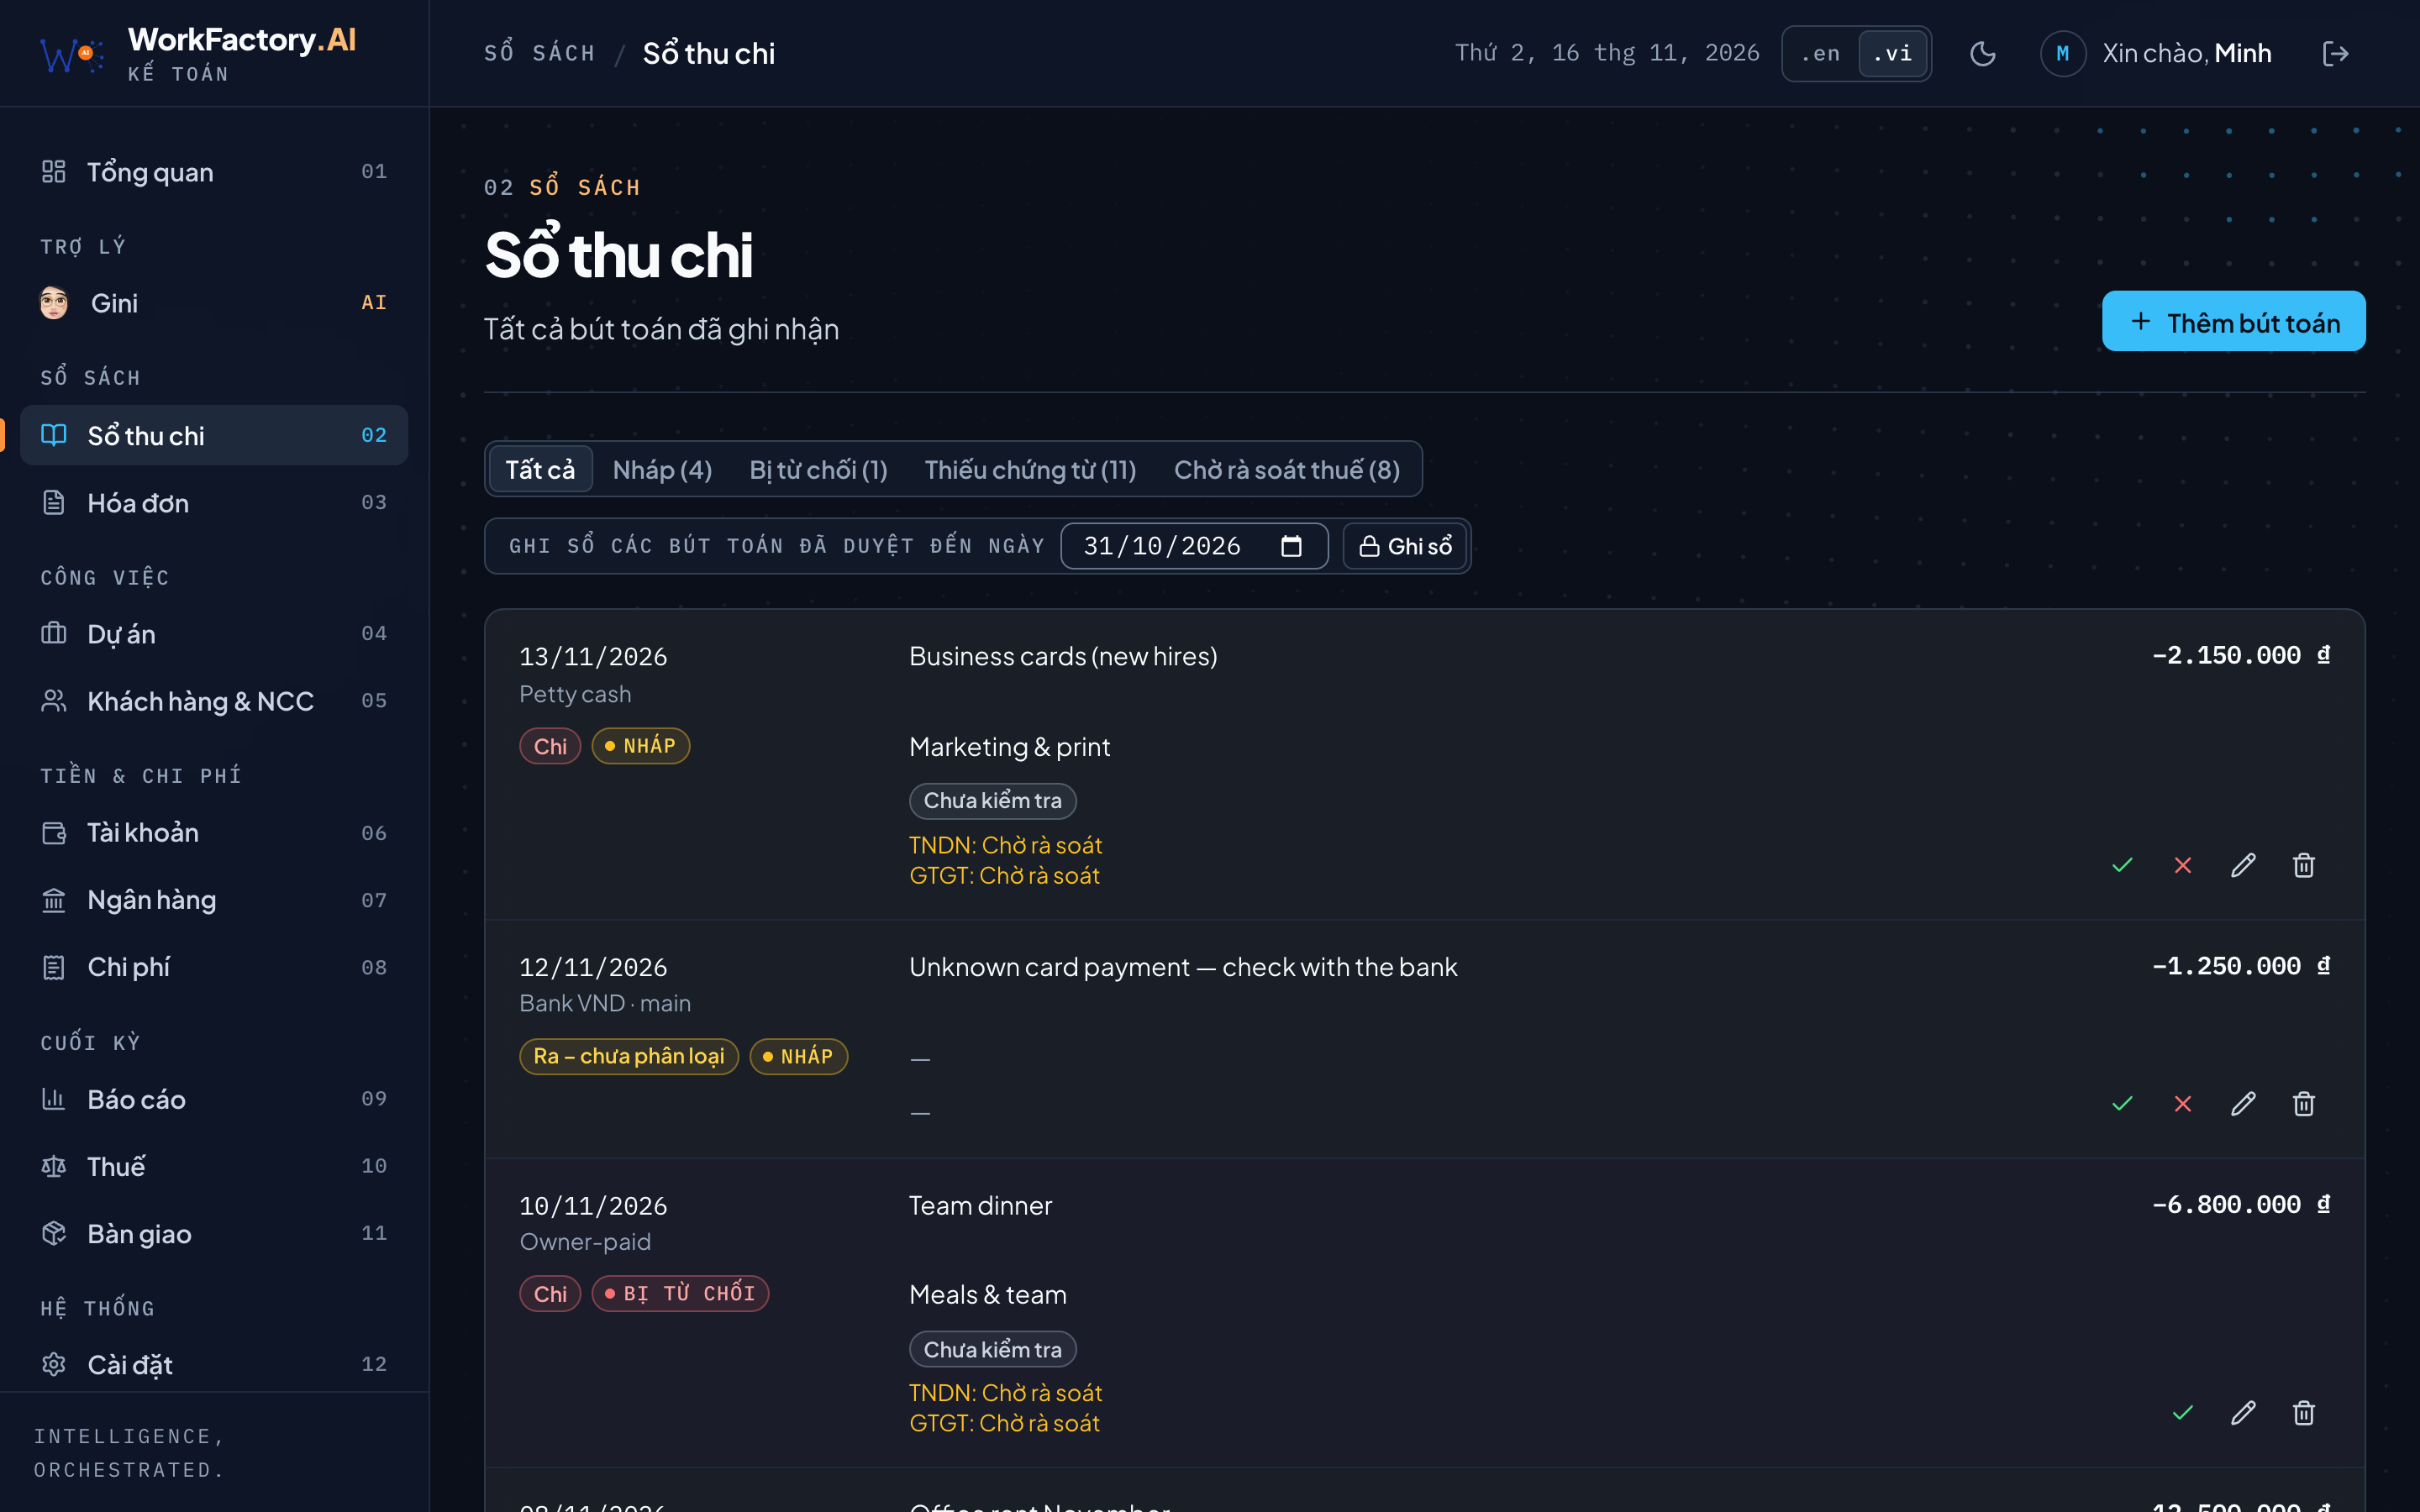 WorkFactory.AI
KẾ TOÁN
SỔ SÁCH / Sổ thu chi
Thứ 2, 16 thg 11, 2026
.en .vi
M Xin chào, Minh
Tổng quan 01
TRỢ LÝ
Gini AI
SỔ SÁCH
Sổ thu chi 02
Hóa đơn 03
CÔNG VIỆC
Dự án 04
Khách hàng & NCC 05
TIỀN & CHI PHÍ
Tài khoản 06
Ngân hàng 07
Chi phí 08
CUỐI KỲ
Báo cáo 09
Thuế 10
Bàn giao 11
HỆ THỐNG
Cài đặt 12
INTELLIGENCE,
ORCHESTRATED.
02 SỔ SÁCH
Sổ thu chi
Tất cả bút toán đã ghi nhận
+ Thêm bút toán
Tất cả Nháp (4) Bị từ chối (1) Thiếu chứng từ (11) Chờ rà soát thuế (8)
GHI SỔ CÁC BÚT TOÁN ĐÃ DUYỆT ĐẾN NGÀY 31/10/2026 Ghi sổ
13/11/2026 Business cards (new hires) −2.150.000 ₫
Petty cash
Chi NHÁP Marketing & print
Chưa kiểm tra
TNDN: Chờ rà soát
GTGT: Chờ rà soát
12/11/2026 Unknown card payment — check with the bank −1.250.000 ₫
Bank VND · main
Ra – chưa phân loại NHÁP —
—
10/11/2026 Team dinner −6.800.000 ₫
Owner-paid
Chi BỊ TỪ CHỐI Meals & team
Chưa kiểm tra
TNDN: Chờ rà soát
GTGT: Chờ rà soát
08/11/2026 Office rent November 12.500.000 ₫